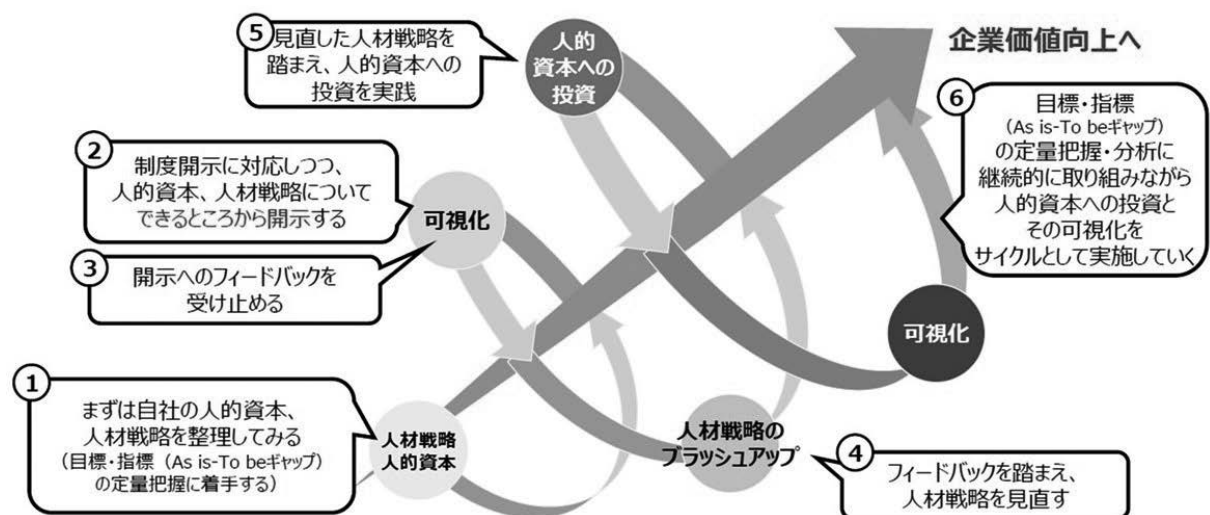 ⑤
見直した人材戦略を
踏まえ、人的資本への
投資を実践
人的
資本への
投資
企業価値向上へ
⑥
目標・指標
(As is-To beギャップ)
の定量把握・分析に
継続的に取り組みながら
人的資本への投資と
その可視化を
サイクルとして実施していく
②
制度開示に対応しつつ、
人的資本、人材戦略について
できるところから開示する
可視化
③
開示へのフィードバックを
受け止める
可視化
①
まずは自社の人的資本、
人材戦略を整理してみる
(目標・指標(As is-To beギャップ)
の定量把握に着手する)
人材戦略
人的資本
人材戦略の
ブラッシュアップ
④
フィードバックを踏まえ、
人材戦略を見直す